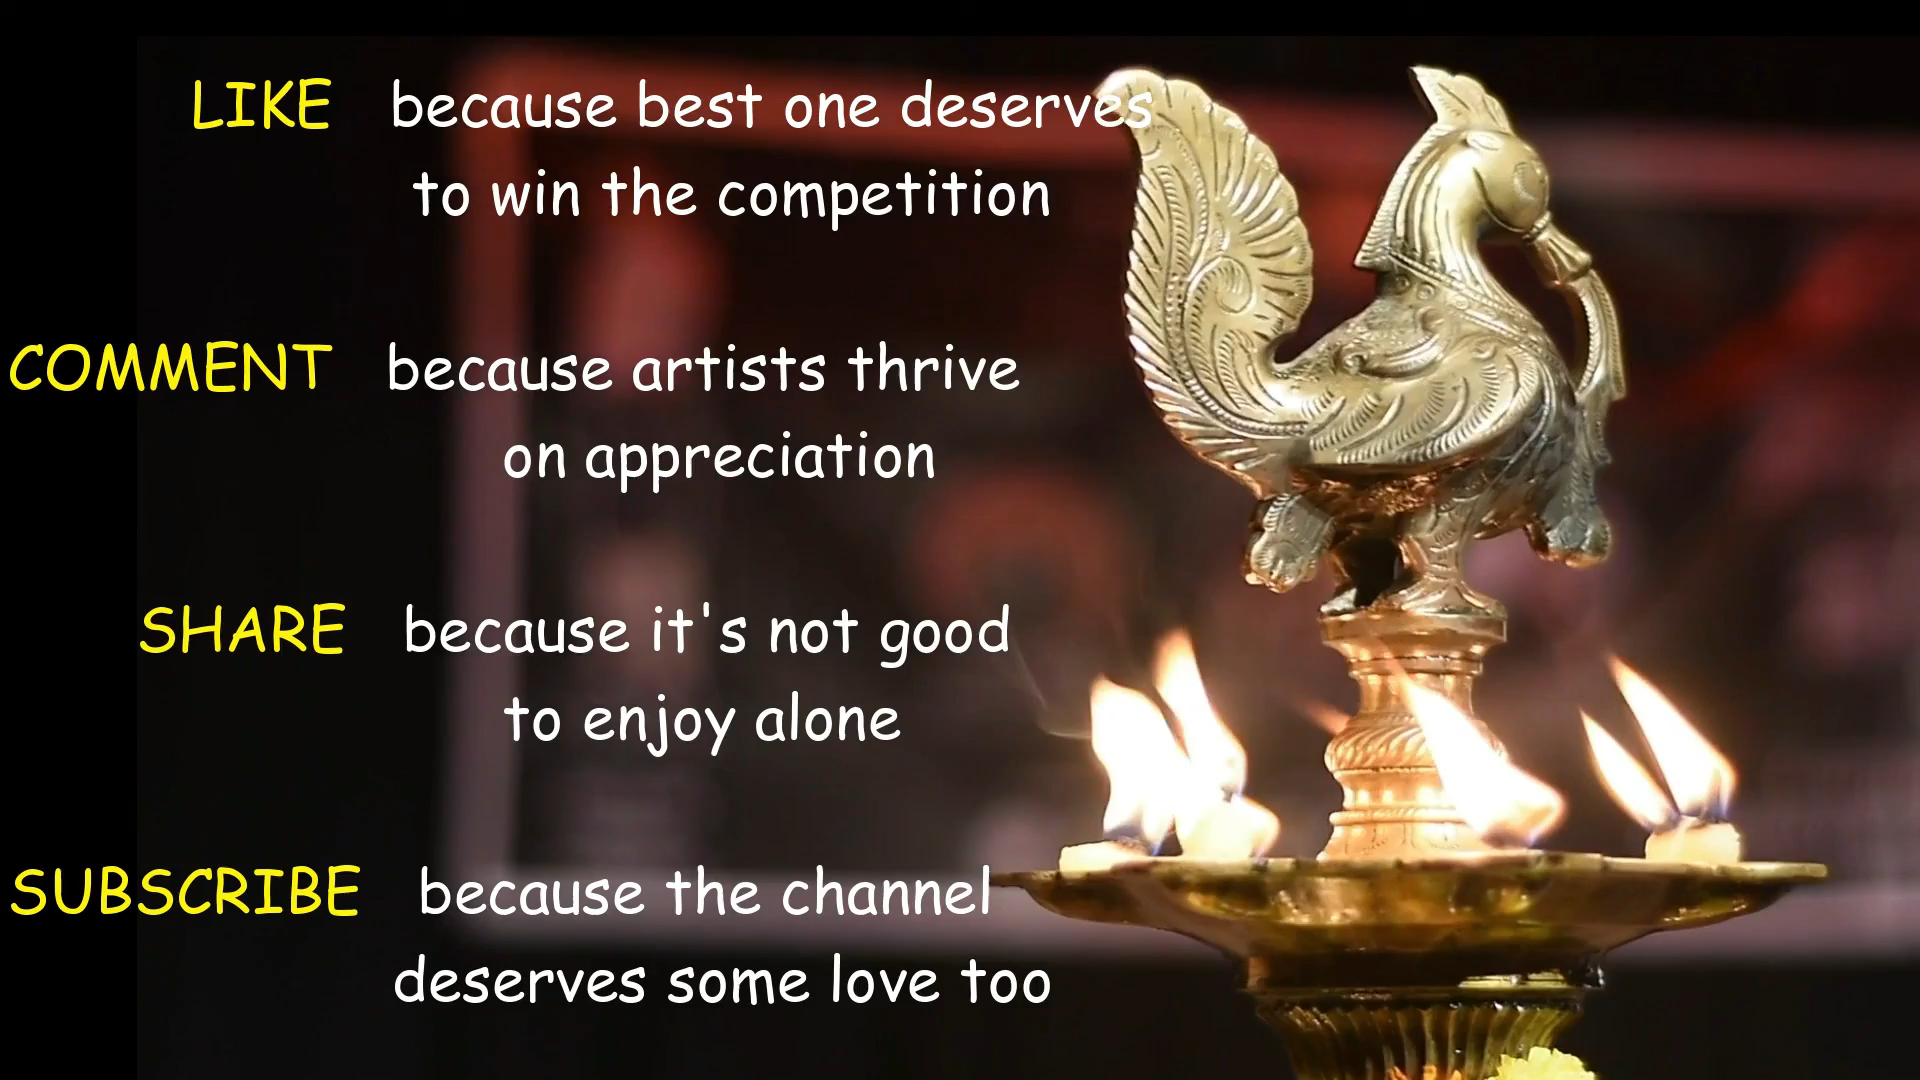 LIKE because best one deserves
to win the competition
COMMENT because artists thrive
on appreciation
SHARE because it's not good
to enjoy alone
SUBSCRIBE because the channel
deserves some love too